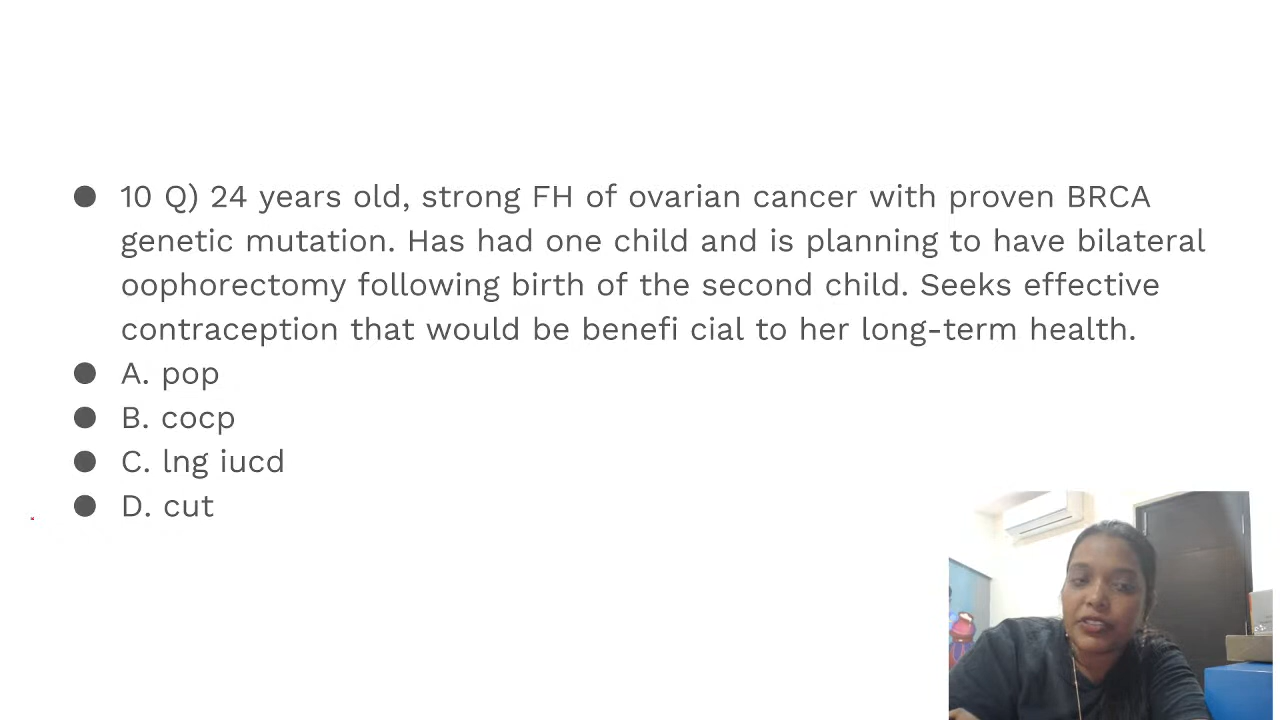 10 Q) 24 years old, strong FH of ovarian cancer with proven BRCA
genetic mutation. Has had one child and is planning to have bilateral
oophorectomy following birth of the second child. Seeks effective
contraception that would be benefi cial to her long-term health.
A. pop
B. cocp
C. lng iucd
D. cut